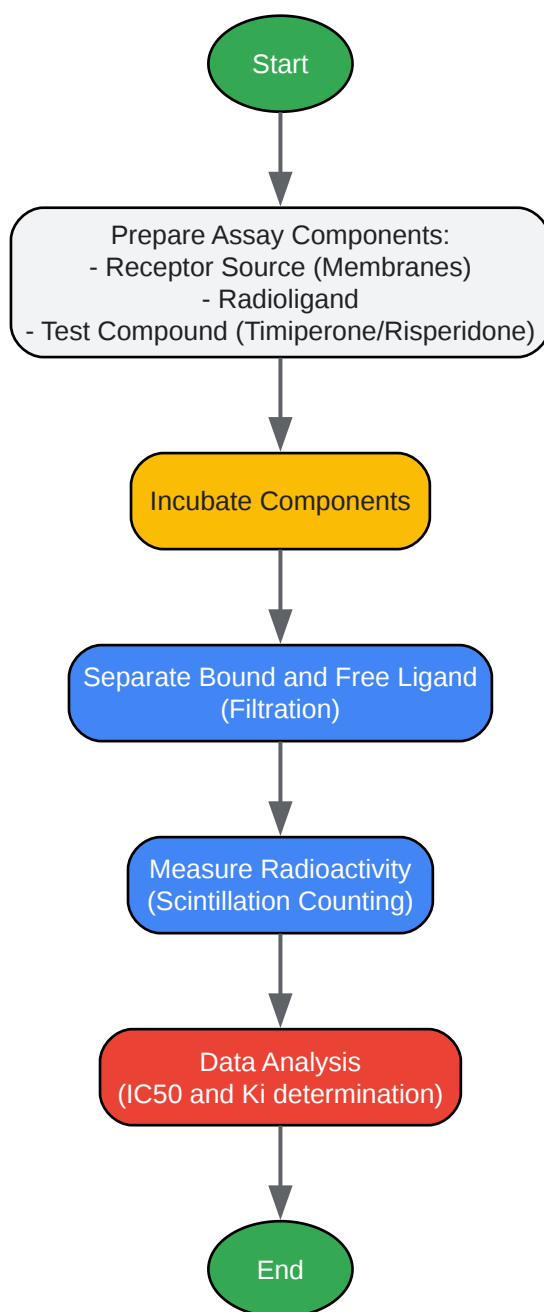 Start
Prepare Assay Components:
- Receptor Source (Membranes)
- Radioligand
- Test Compound (Timiperone/Risperidone)
Incubate Components
Separate Bound and Free Ligand
(Filtration)
Measure Radioactivity
(Scintillation Counting)
Data Analysis
(IC50 and Ki determination)
End